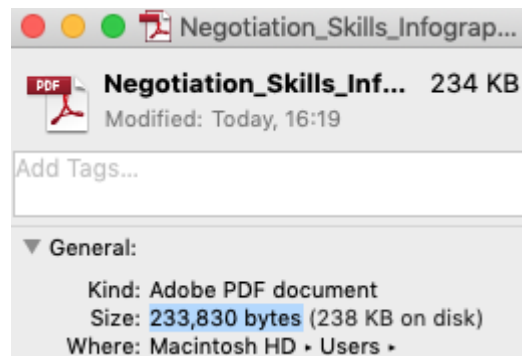 Negotiation_Skills_Infograp...
PDF
Negotiation_Skills_Inf... 234 KB
Modified: Today, 16:19
Add Tags...
General:
Kind: Adobe PDF document
Size: 233,830 bytes (238 KB on disk)
Where: Macintosh HD ▸ Users ▸